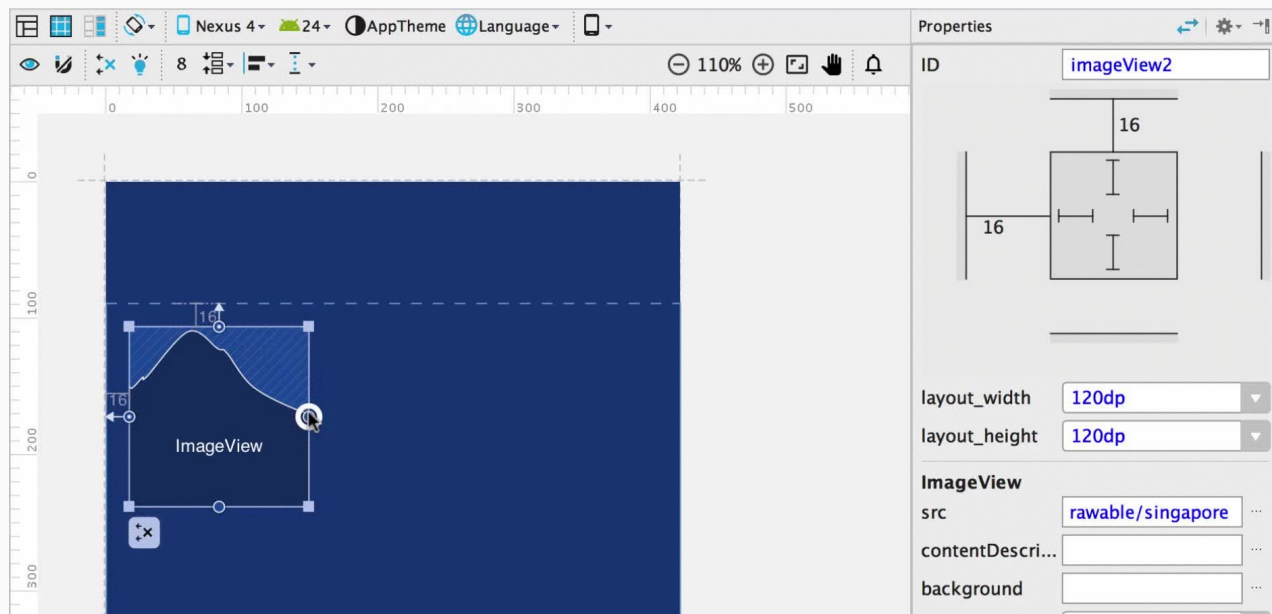 Nexus 4 24 AppTheme Language
Properties
8 110%
ID imageView2
0 100 200 300 400 500
16
16
0
100
200
300
16
16
ImageView
layout_width 120dp
layout_height 120dp
ImageView
src rawable/singapore
contentDescri...
background